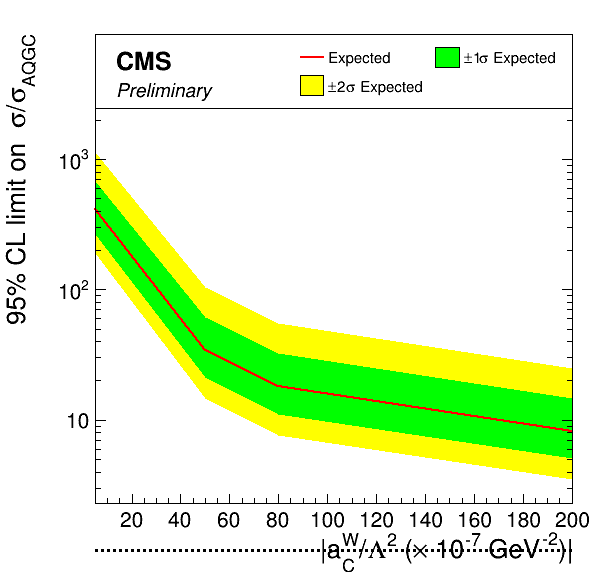 CMS
Preliminary
Expected
±1σ Expected
±2σ Expected
95% CL limit on σ/σ_AQGC
10³
10²
10
20 40 60 80 100 120 140 160 180 200
|a_C^W/Λ² (× 10⁻⁷ GeV⁻²)|